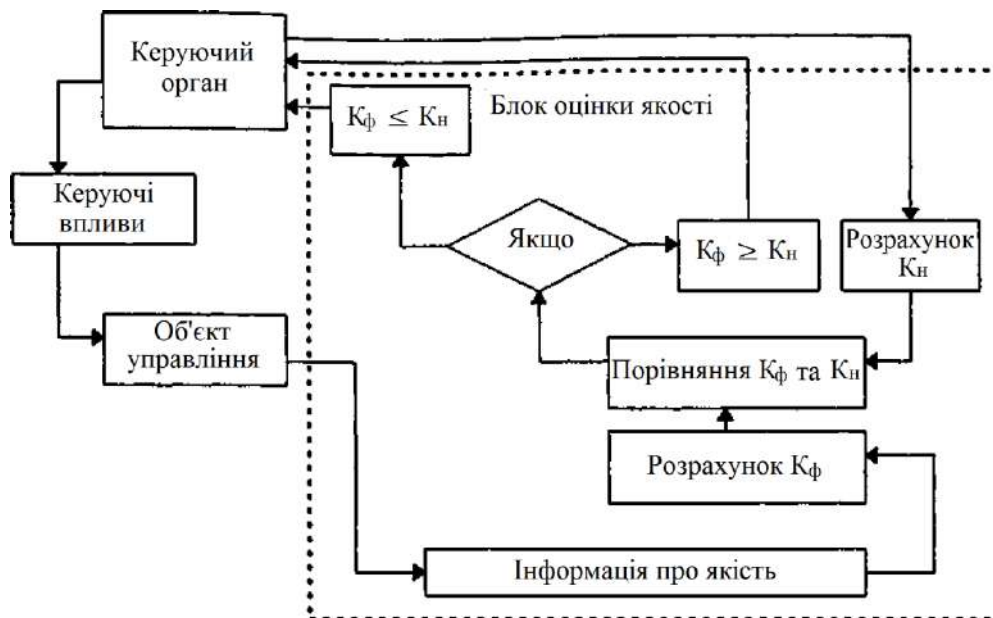 Керуючий
орган
Блок оцінки якості
Кф ≤ Кн
Керуючі
впливи
Якщо
Кф ≥ Кн
Розрахунок
Кн
Об'єкт
управління
Порівняння Кф та Кн
Розрахунок Кф
Інформація про якість